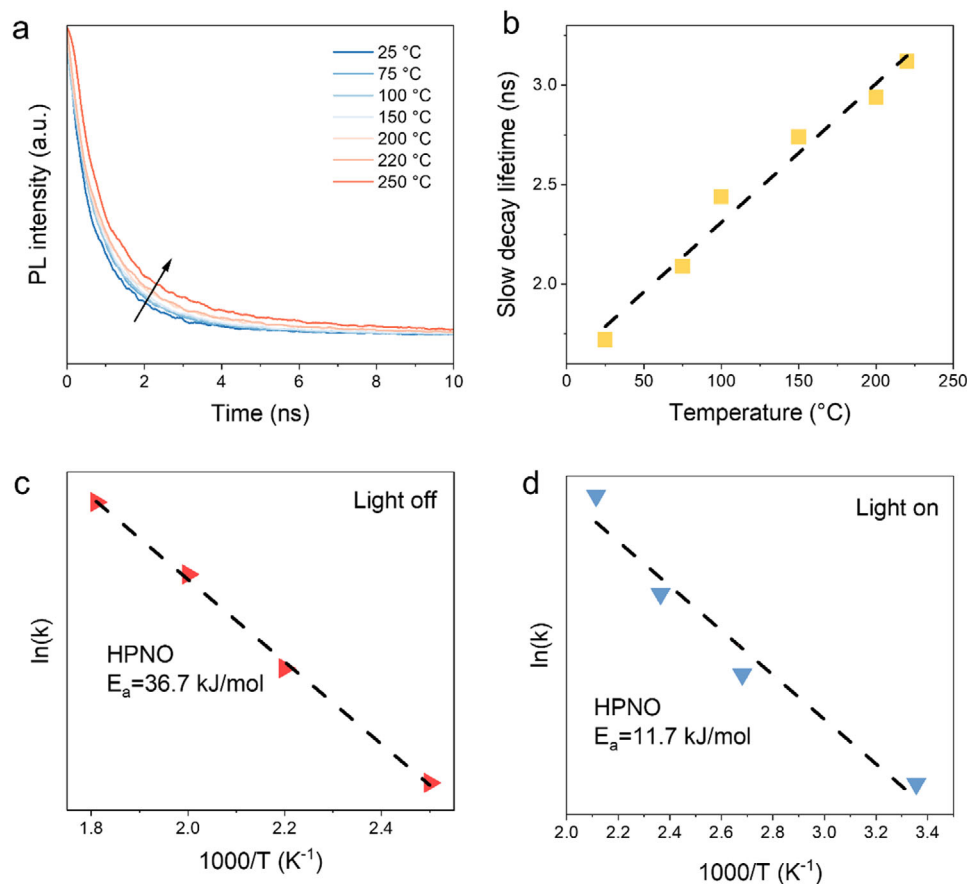 a
PL intensity (a.u.)
25 °C
75 °C
100 °C
150 °C
200 °C
220 °C
250 °C
0 2 4 6 8 10
Time (ns)
b
Slow decay lifetime (ns)
3.0
2.5
2.0
0 50 100 150 200 250
Temperature (°C)
c
Light off
ln(k)
HPNO
Eₐ=36.7 kJ/mol
1.8 2.0 2.2 2.4
1000/T (K⁻¹)
d
Light on
ln(k)
HPNO
Eₐ=11.7 kJ/mol
2.0 2.2 2.4 2.6 2.8 3.0 3.2 3.4
1000/T (K⁻¹)